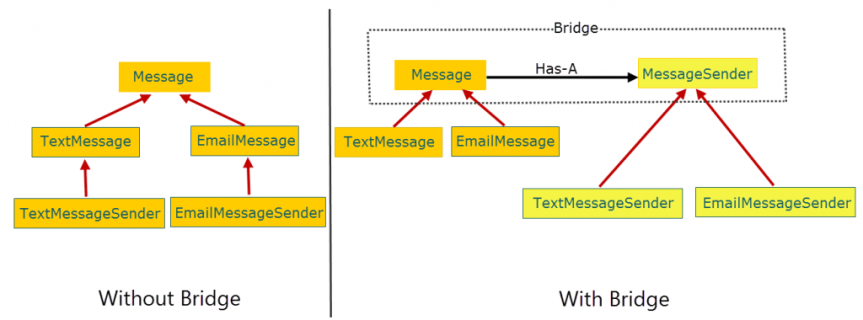 Message
TextMessage
EmailMessage
TextMessageSender
EmailMessageSender
Without Bridge
Bridge
Message
Has-A
MessageSender
TextMessage
EmailMessage
TextMessageSender
EmailMessageSender
With Bridge